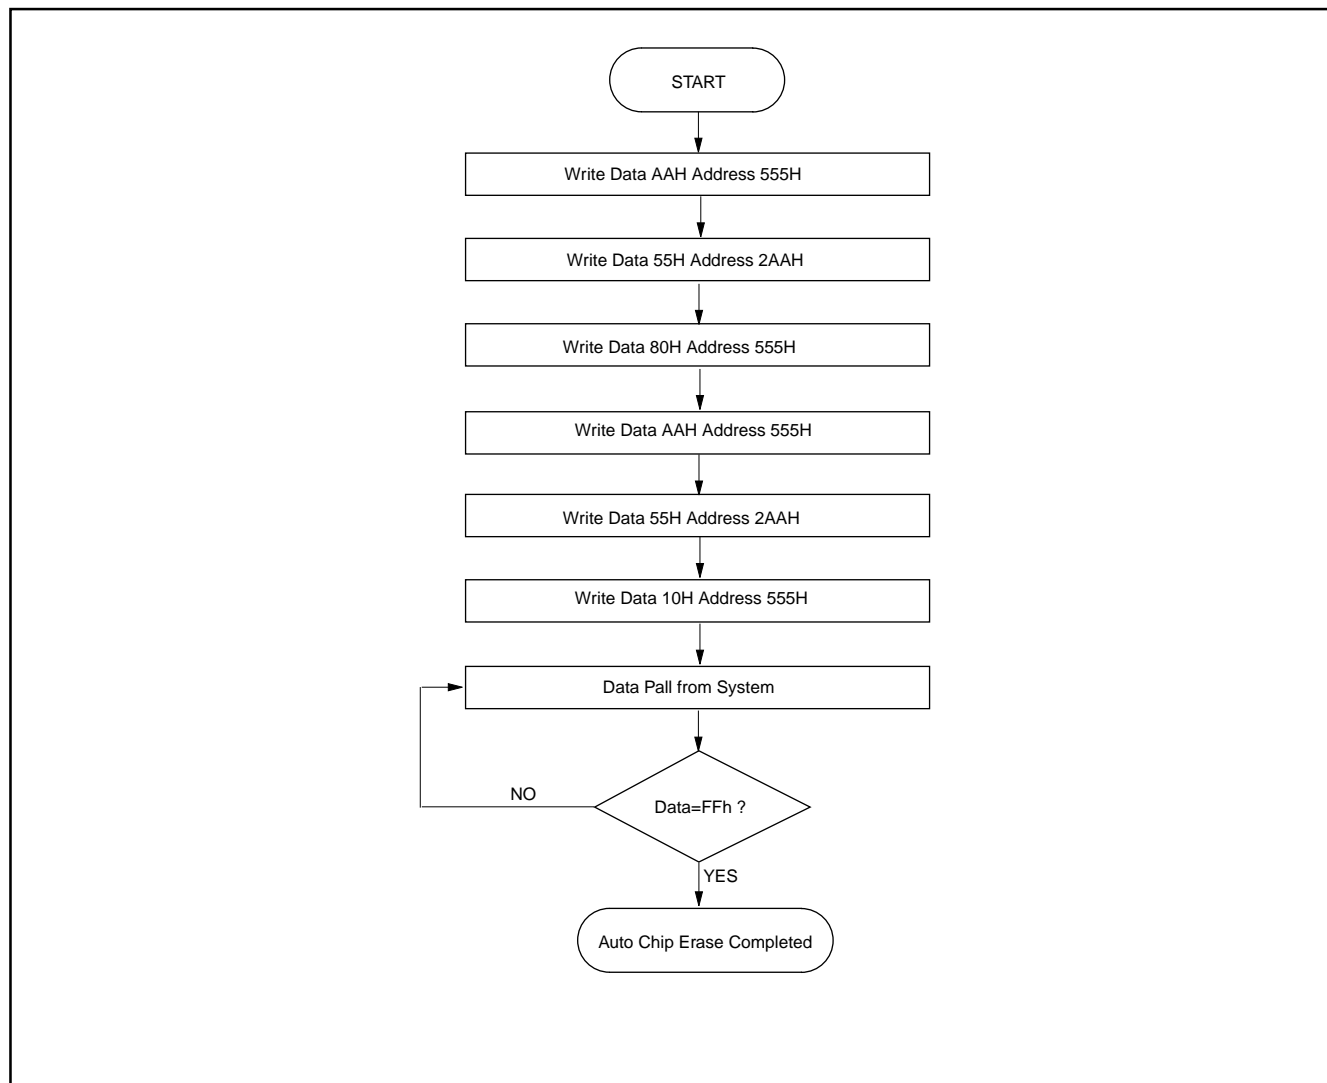 START
Write Data AAH Address 555H
Write Data 55H Address 2AAH
Write Data 80H Address 555H
Write Data AAH Address 555H
Write Data 55H Address 2AAH
Write Data 10H Address 555H
Data Pall from System
NO
Data=FFh ?
YES
Auto Chip Erase Completed